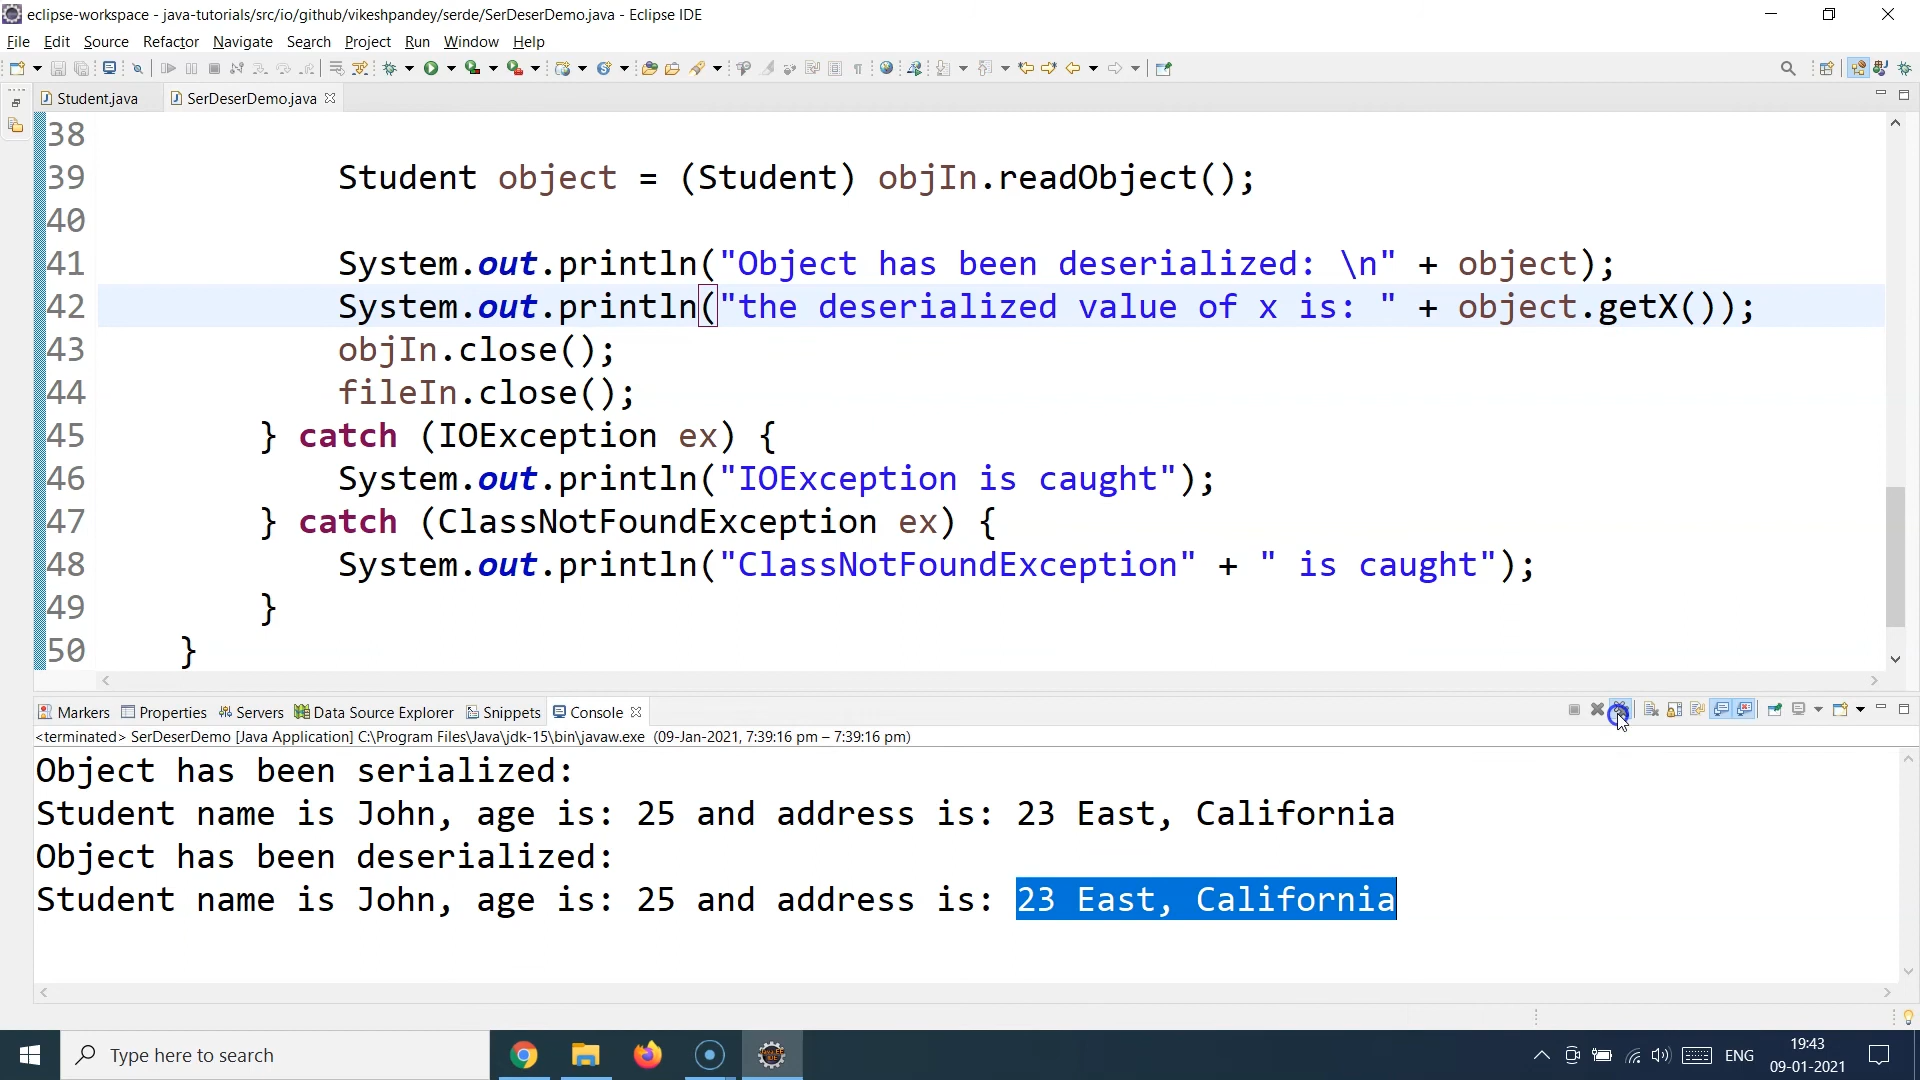 eclipse-workspace - java-tutorials/src/io/github/vikeshpandey/serde/SerDeserDemo.java - Eclipse IDE
File Edit Source Refactor Navigate Search Project Run Window Help
Student.java SerDeserDemo.java
38
39 Student object = (Student) objIn.readObject();
40
41 System.out.println("Object has been deserialized: \n" + object);
42 System.out.println("the deserialized value of x is: " + object.getX());
43 objIn.close();
44 fileIn.close();
45 } catch (IOException ex) {
46 System.out.println("IOException is caught");
47 } catch (ClassNotFoundException ex) {
48 System.out.println("ClassNotFoundException" + " is caught");
49 }
50 }
Markers Properties Servers Data Source Explorer Snippets Console
<terminated> SerDeserDemo [Java Application] C:\Program Files\Java\jdk-15\bin\javaw.exe (09-Jan-2021, 7:39:16 pm – 7:39:16 pm)
Object has been serialized:
Student name is John, age is: 25 and address is: 23 East, California
Object has been deserialized:
Student name is John, age is: 25 and address is: 23 East, California
Type here to search
ENG
19:43
09-01-2021